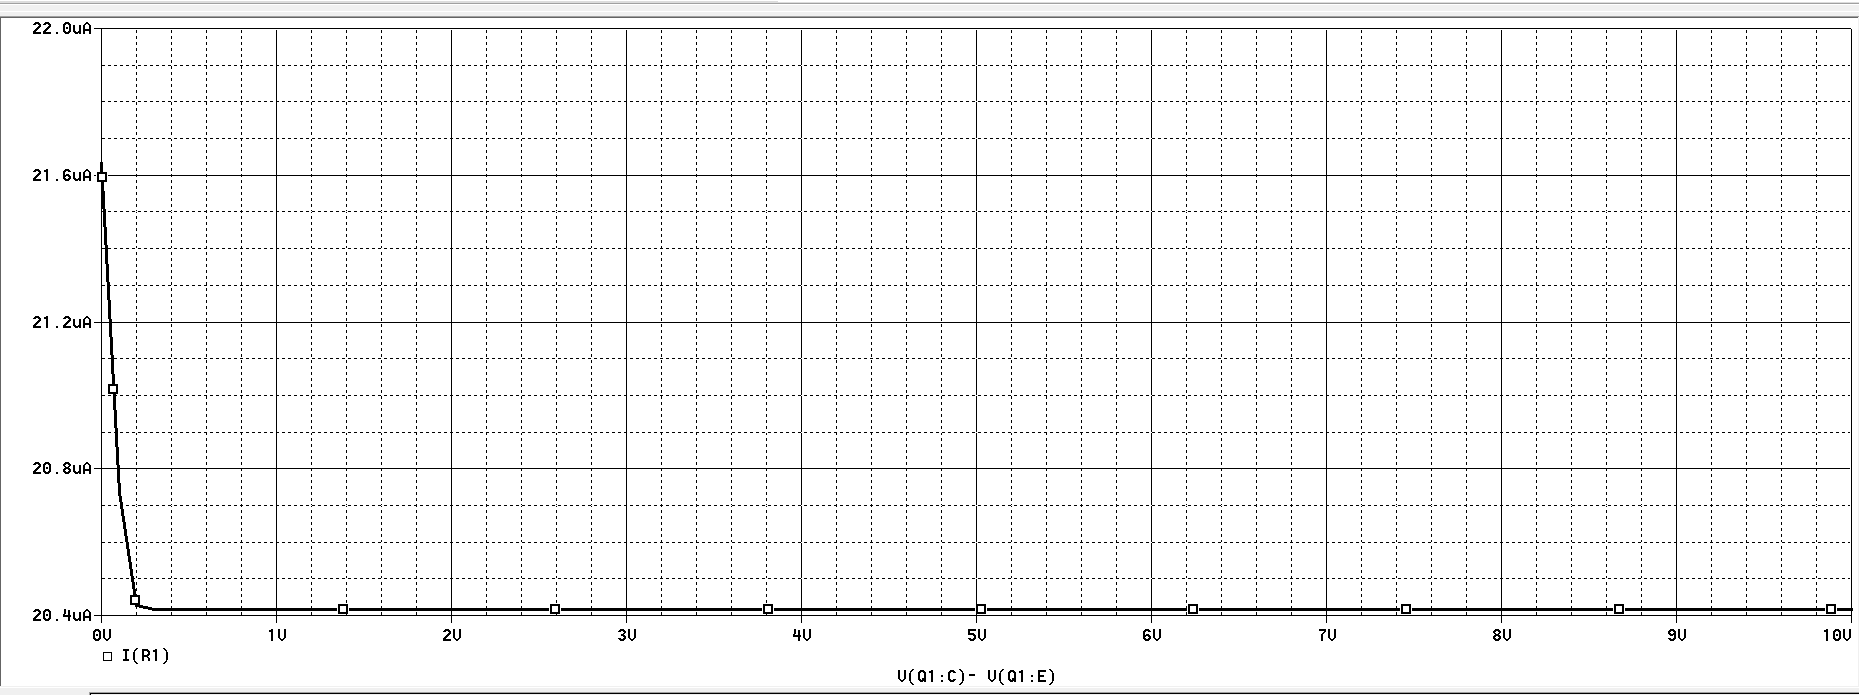 22.0uA
21.6uA
21.2uA
20.8uA
20.4uA
0V 1V 2V 3V 4V 5V 6V 7V 8V 9V 10V
I(R1)
V(Q1:C)- V(Q1:E)